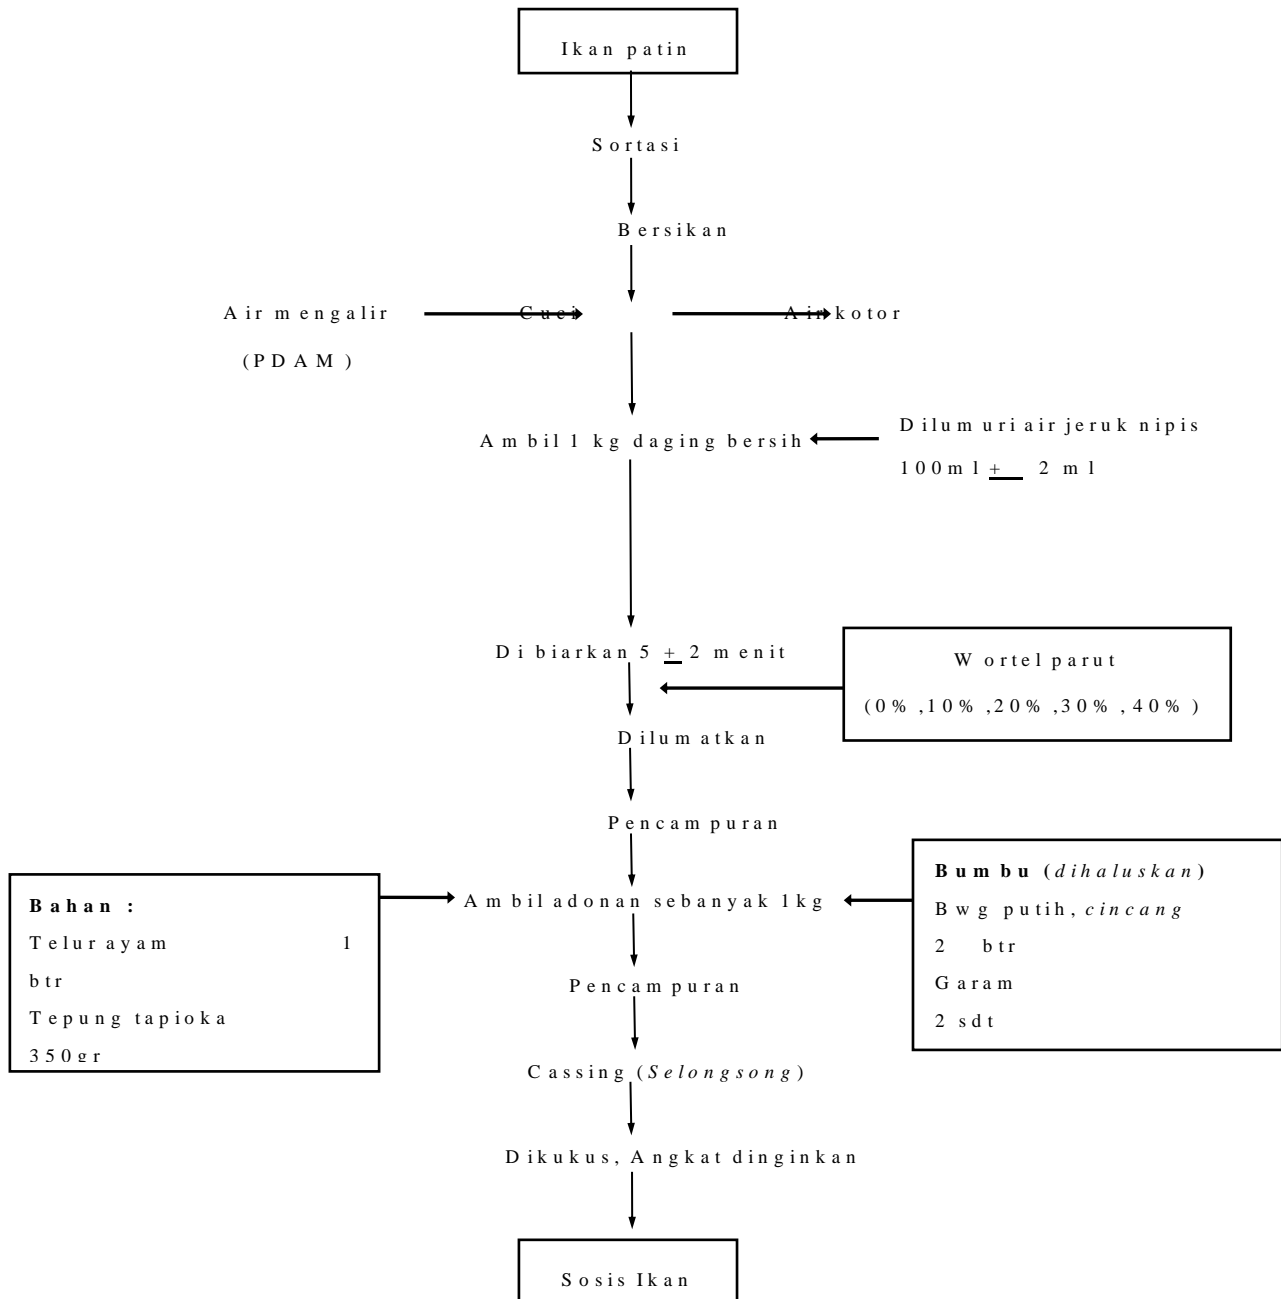 Ikan patin
Sortasi
Bersikan
Air mengalir
(PDAM)
Cuci
Air kotor
Ambil 1 kg daging bersih
Dilumuri air jeruk nipis
100ml + 2 ml
Di biarkan 5 + 2 menit
Wortel parut
(0%,10%,20%,30%,40%)
Dilumatkan
Pencampuran
Bahan :
Telur ayam 1
btr
Tepung tapioka
350gr
Ambil adonan sebanyak 1kg
Bumbu (dihaluskan)
Bwg putih, cincang
2 btr
Garam
2 sdt
Pencampuran
Cassing (Selongsong)
Dikukus, Angkat dinginkan
Sosis Ikan